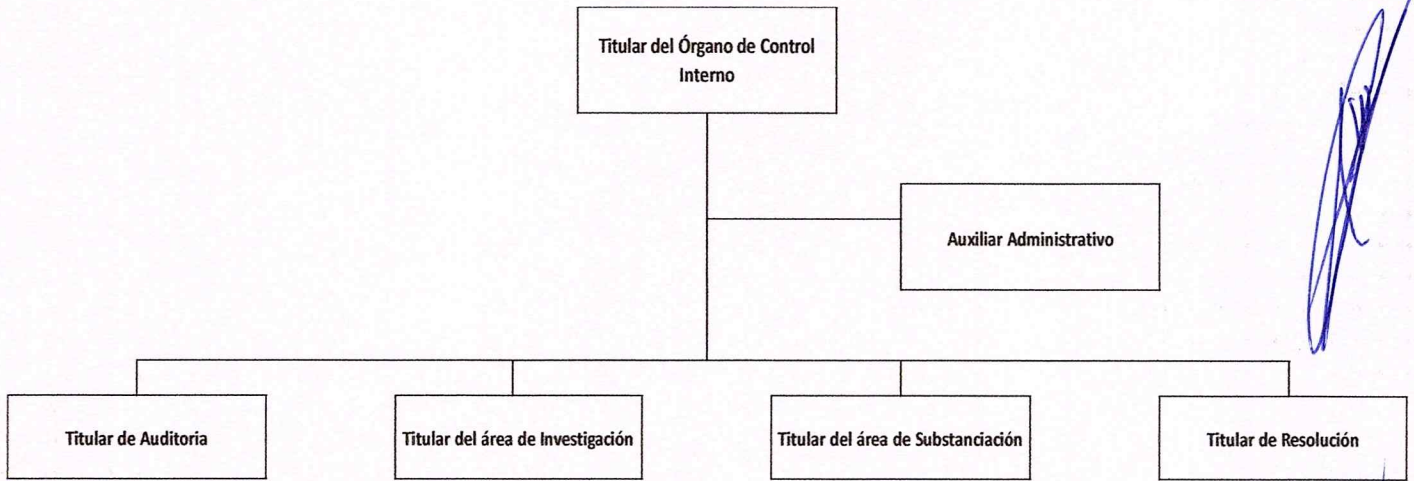 Titular del Órgano de Control
Interno
Auxiliar Administrativo
Titular de Auditoria
Titular del área de Investigación
Titular del área de Substanciación
Titular de Resolución